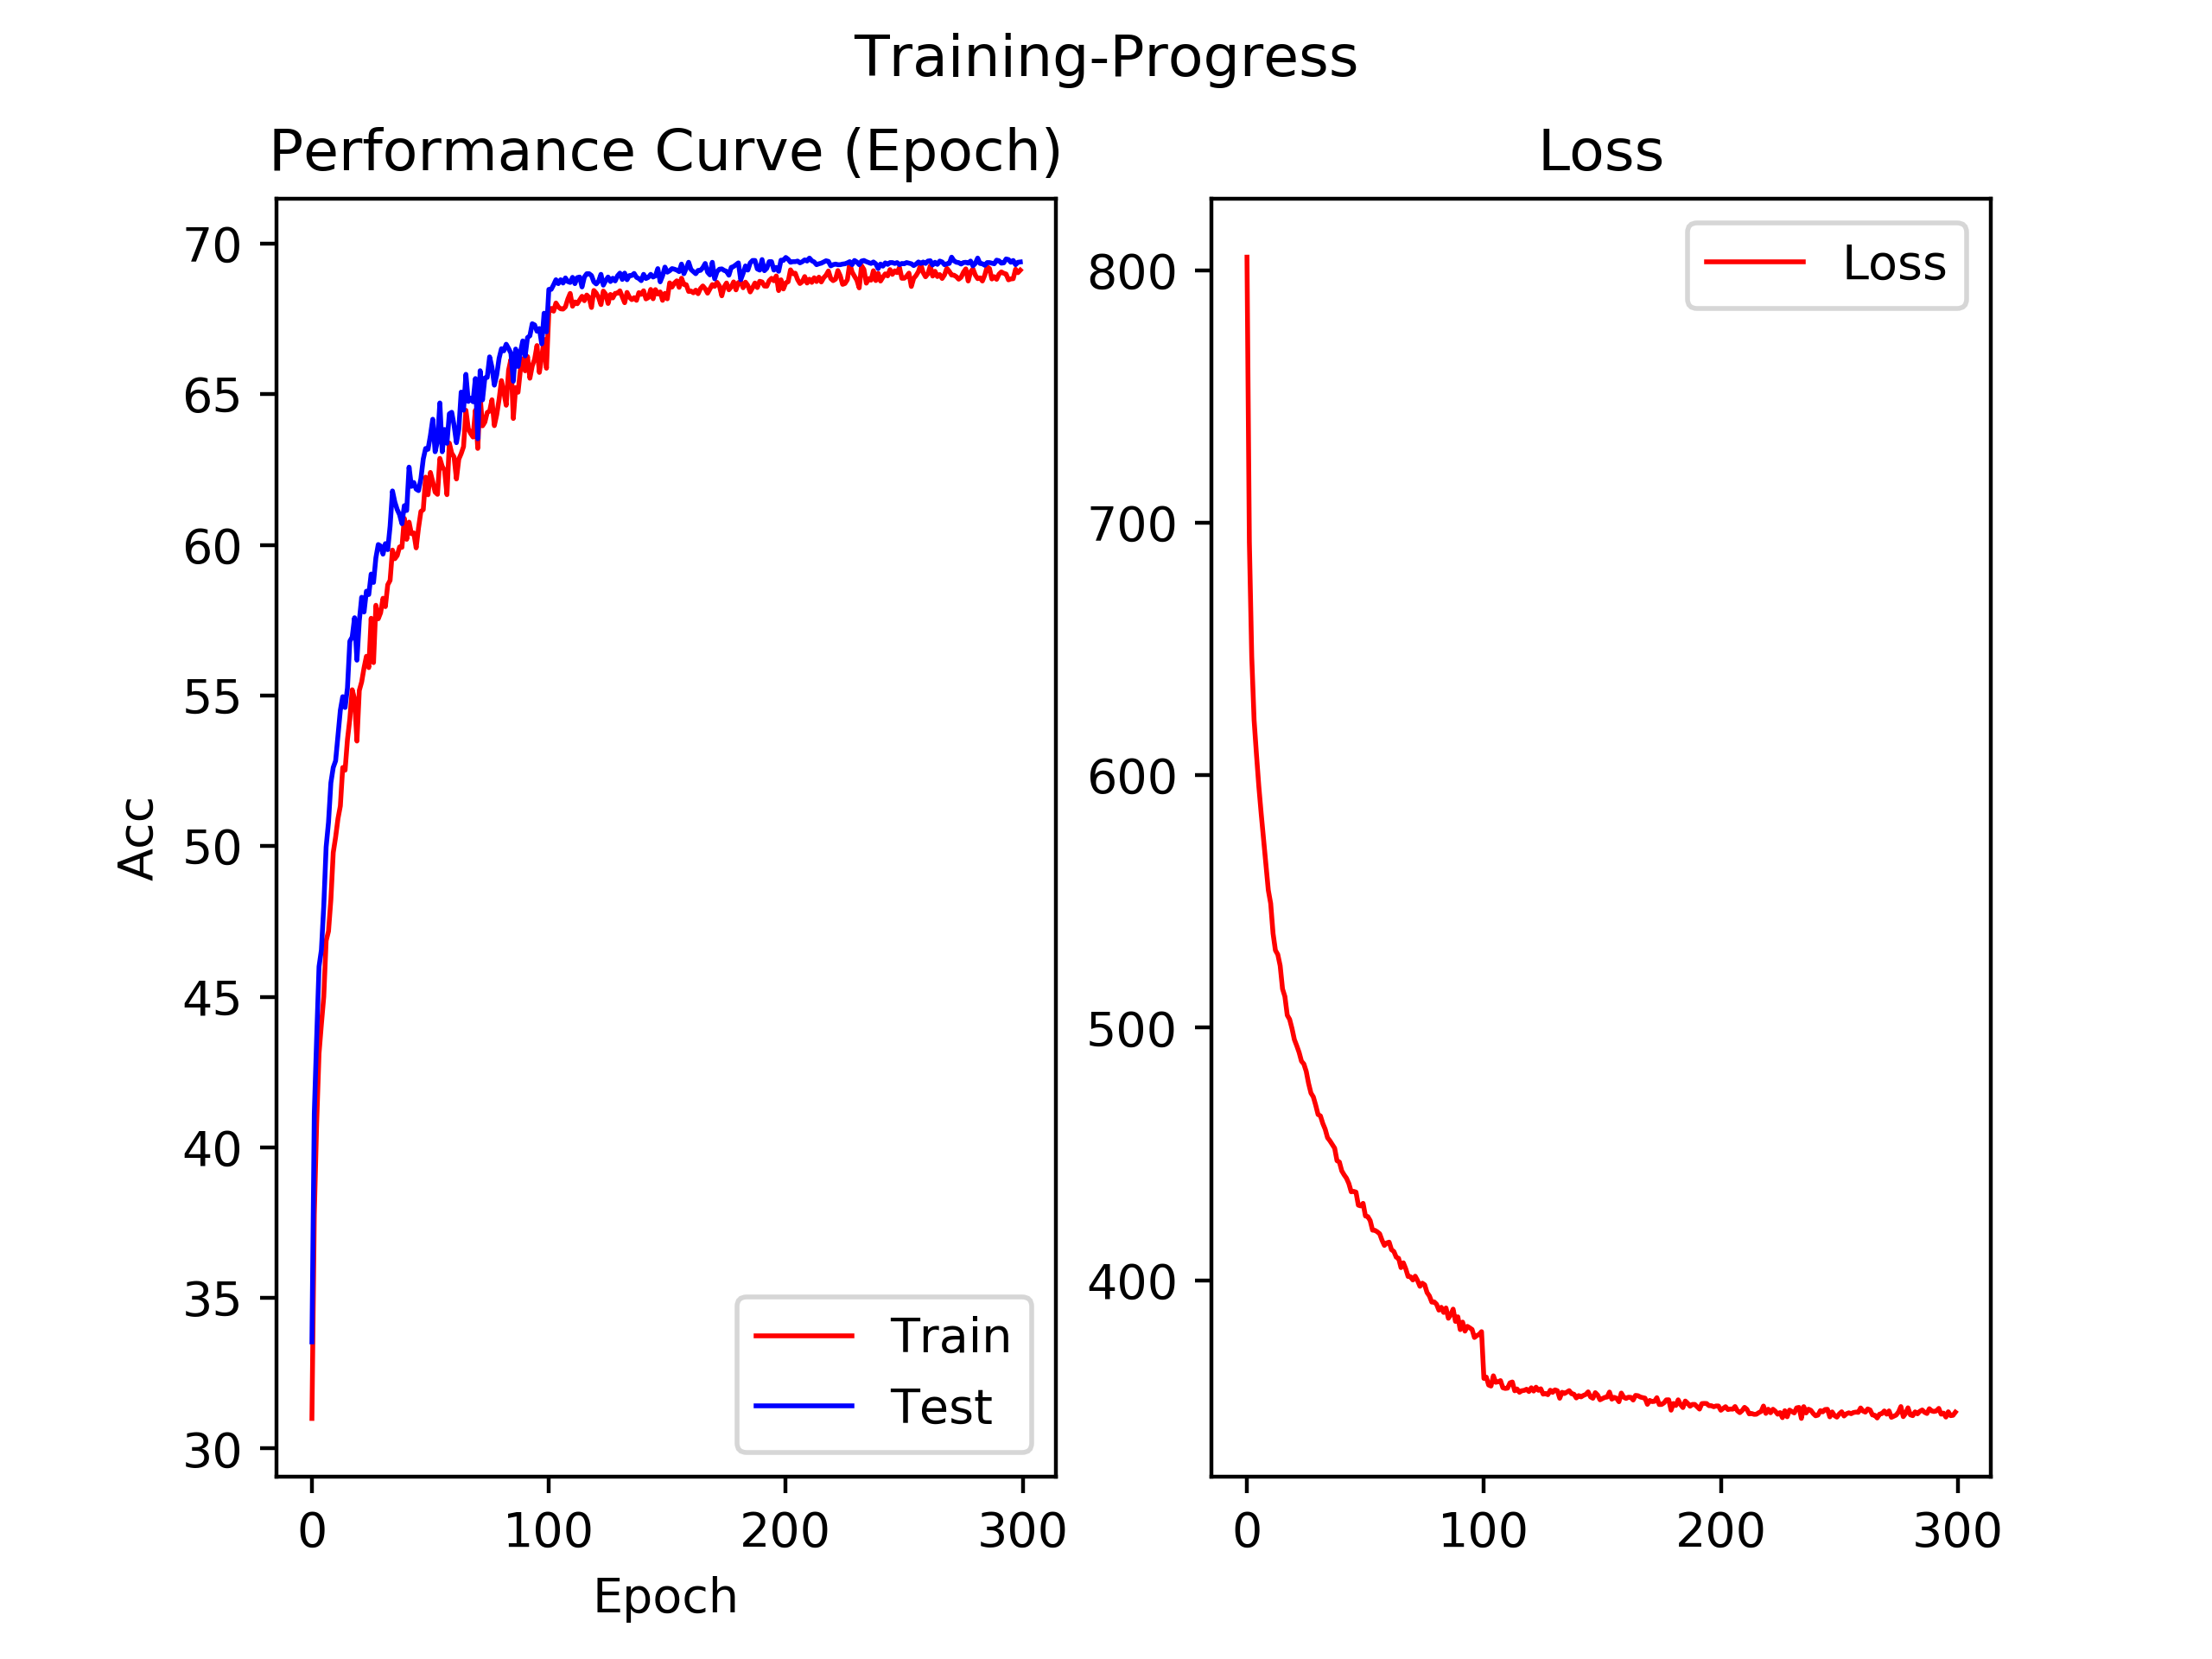 Training-Progress
Performance Curve (Epoch)
Loss
70
65
60
55
50
45
40
35
30
Acc
0 100 200 300
Epoch
Train
Test
800
700
600
500
400
0 100 200 300
Loss